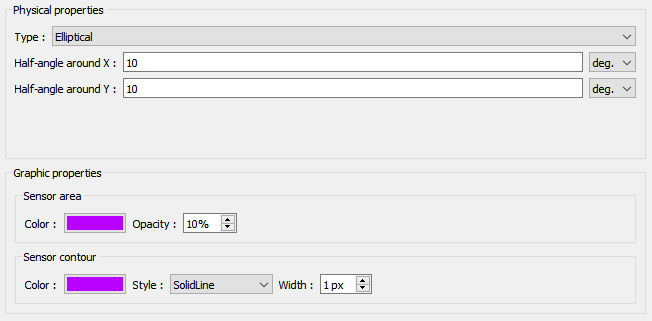 Physical properties
Type : Elliptical
Half-angle around X : 10 deg.
Half-angle around Y : 10 deg.
Graphic properties
Sensor area
Color : Opacity : 10%
Sensor contour
Color : Style : SolidLine Width : 1 px